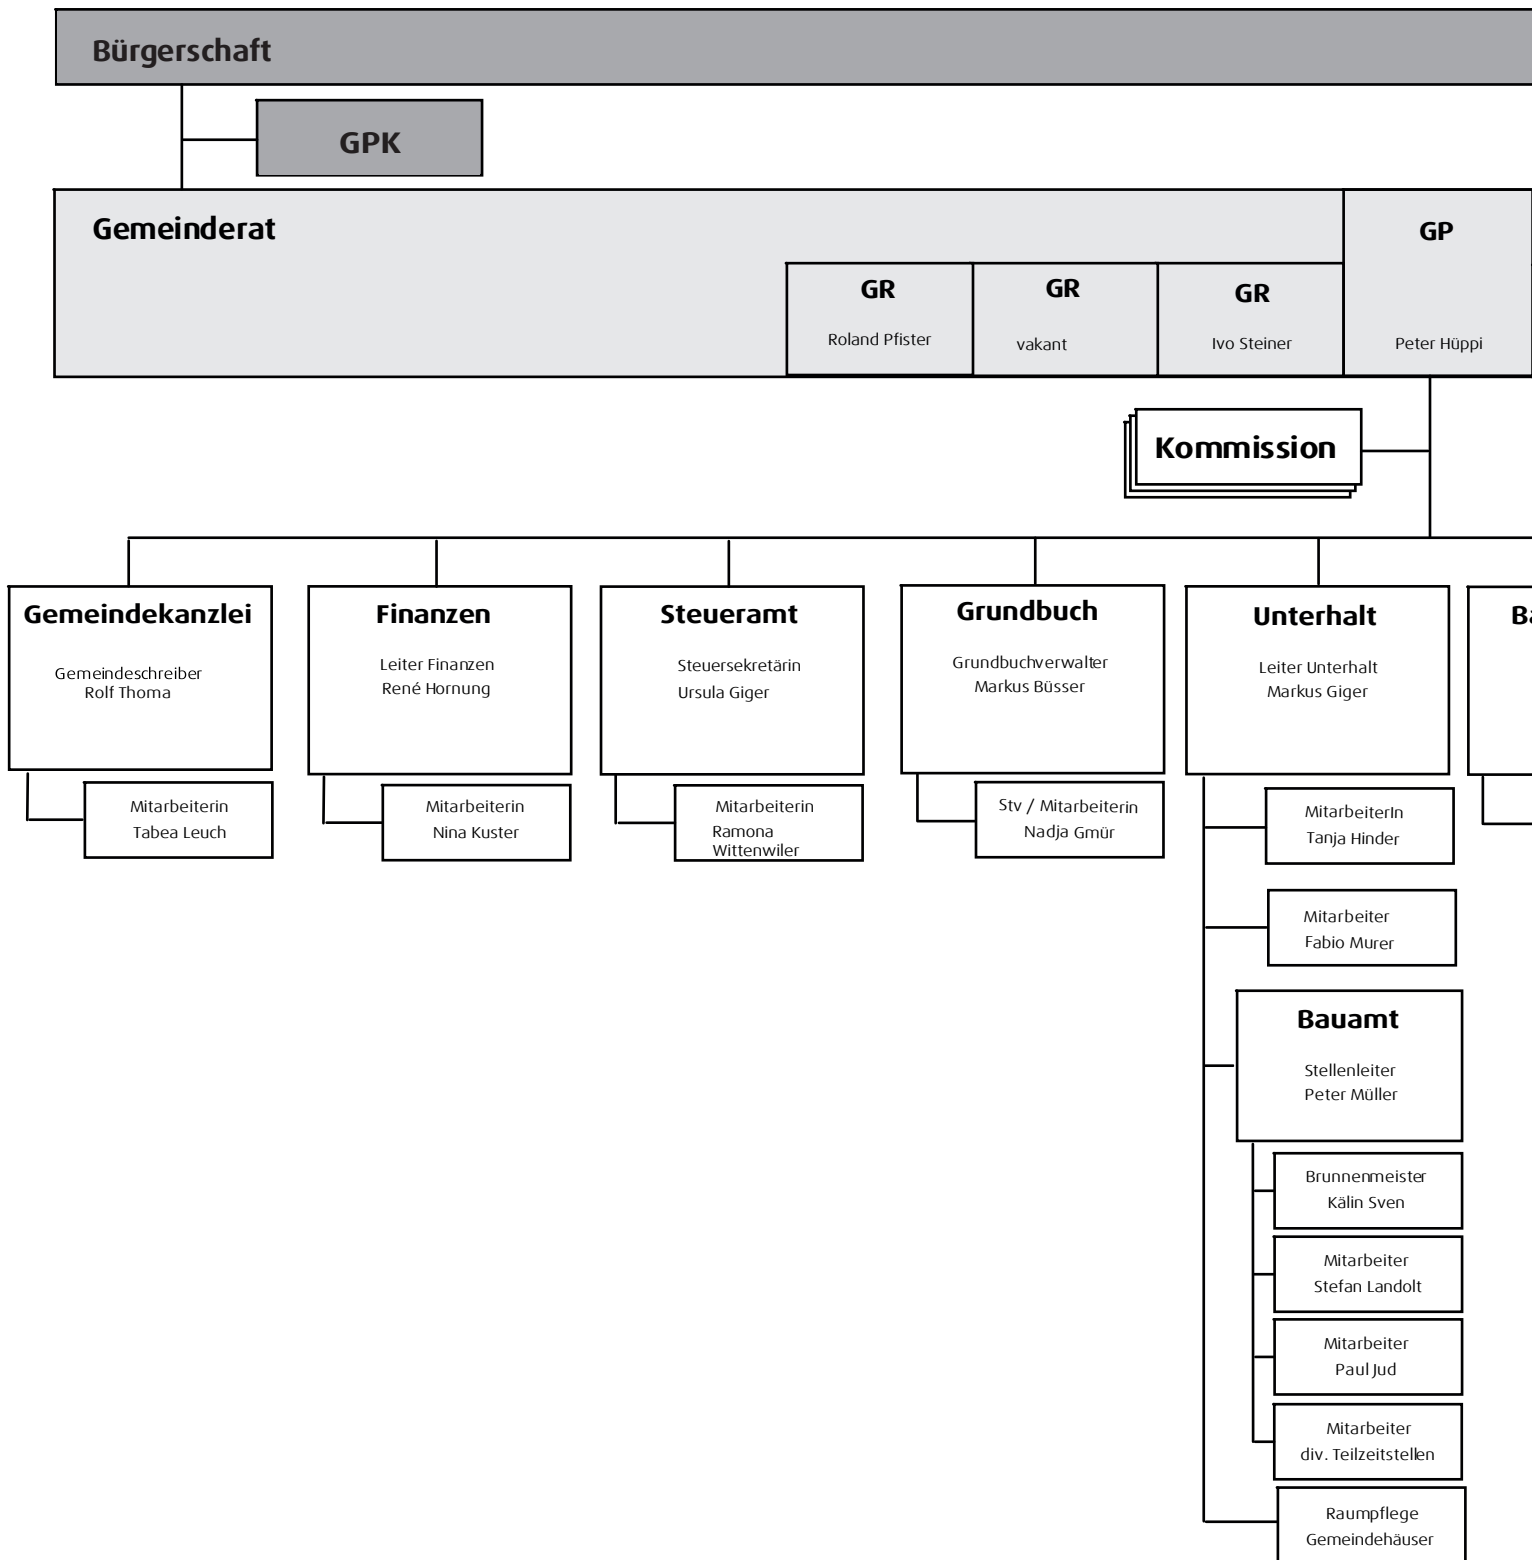 Bürgerschaft
GPK
Gemeinderat
GP
GR
GR
GR
Roland Pfister
vakant
Ivo Steiner
Peter Hüppi
Kommission
Gemeindekanzlei
Gemeindeschreiber
Rolf Thoma
Mitarbeiterin
Tabea Leuch
Finanzen
Leiter Finanzen
René Hornung
Mitarbeiterin
Nina Kuster
Steueramt
Steuersekretärin
Ursula Giger
Mitarbeiterin
Ramona
Wittenwiler
Grundbuch
Grundbuchverwalter
Markus Büsser
Stv / Mitarbeiterin
Nadja Gmür
Unterhalt
Leiter Unterhalt
Markus Giger
MitarbeiterIn
Tanja Hinder
Mitarbeiter
Fabio Murer
Bauamt
Stellenleiter
Peter Müller
Brunnenmeister
Kälin Sven
Mitarbeiter
Stefan Landolt
Mitarbeiter
Paul Jud
Mitarbeiter
div. Teilzeitstellen
Raumpflege
Gemeindehäuser